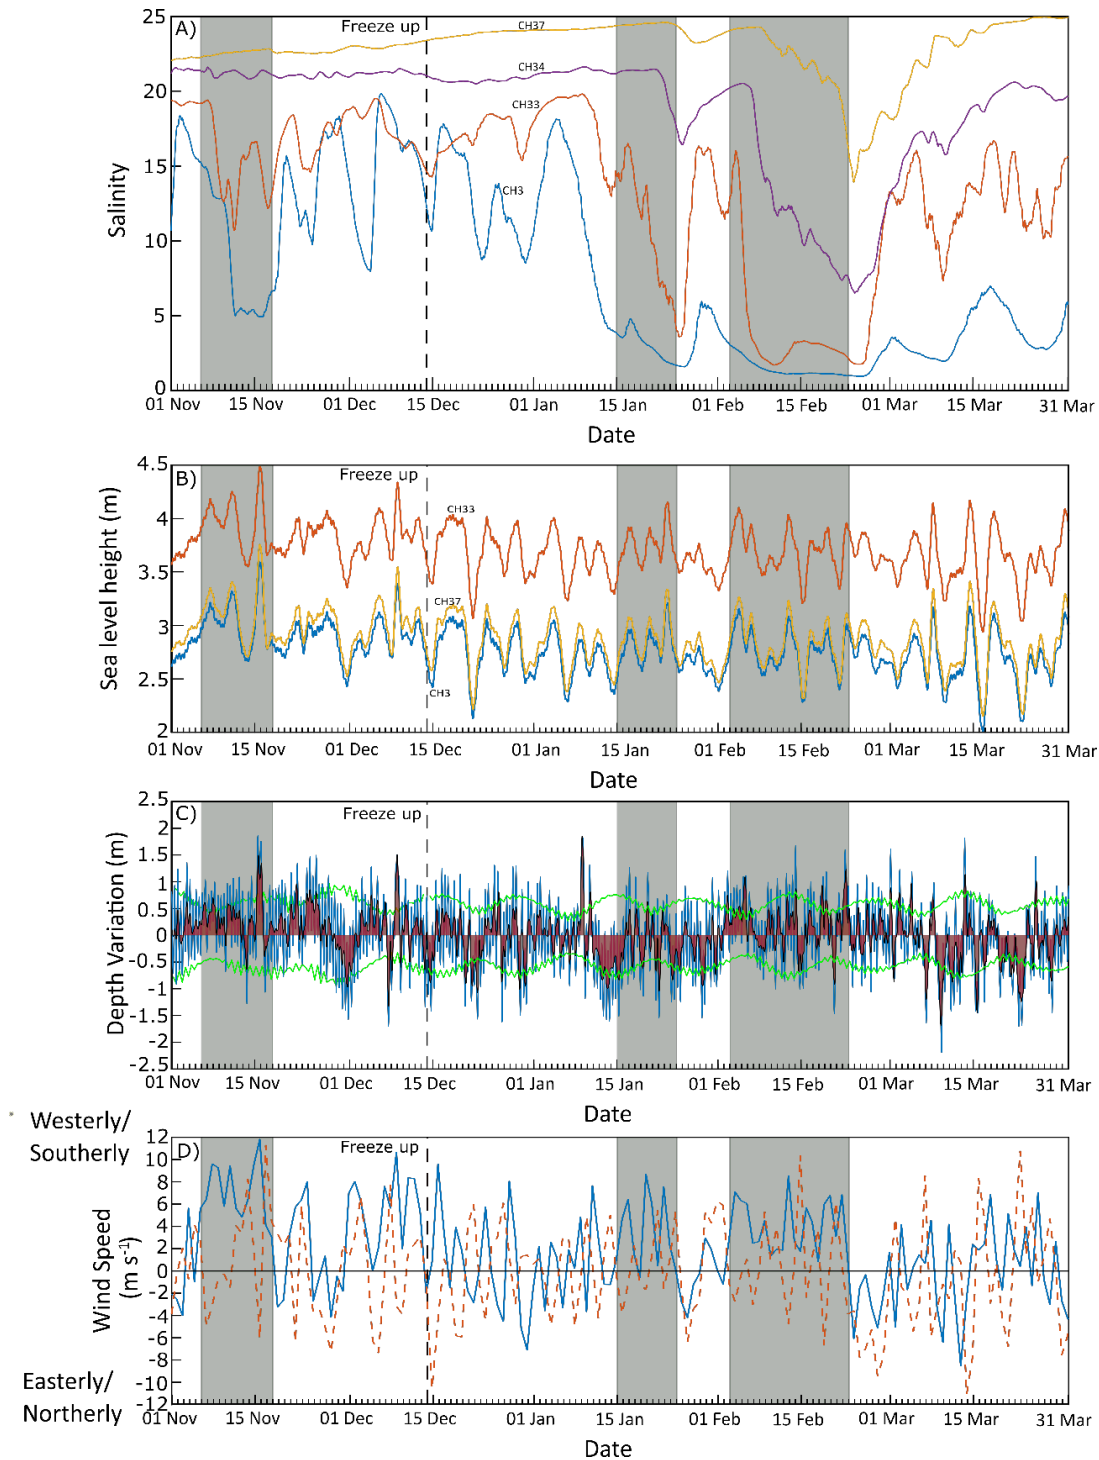 A)
Freeze up
25
20
15
10
5
0
Salinity
CH37
CH34
CH33
CH3
01 Nov 15 Nov 01 Dec 15 Dec 01 Jan 15 Jan 01 Feb 15 Feb 01 Mar 15 Mar 31 Mar
Date
B)
Freeze up
4.5
4
3.5
3
2.5
2
Sea level height (m)
CH33
CH37
CH3
01 Nov 15 Nov 01 Dec 15 Dec 01 Jan 15 Jan 01 Feb 15 Feb 01 Mar 15 Mar 31 Mar
Date
C)
Freeze up
2.5
2
1.5
1
0.5
0
-0.5
-1
-1.5
-2
-2.5
Depth Variation (m)
01 Nov 15 Nov 01 Dec 15 Dec 01 Jan 15 Jan 01 Feb 15 Feb 01 Mar 15 Mar 31 Mar
Date
Westerly/
Southerly
D)
Freeze up
12
10
8
6
4
2
0
-2
-4
-6
-8
-10
-12
Wind Speed
(m s-1)
Easterly/
Northerly
01 Nov 15 Nov 01 Dec 15 Dec 01 Jan 15 Jan 01 Feb 15 Feb 01 Mar 15 Mar 31 Mar
Date